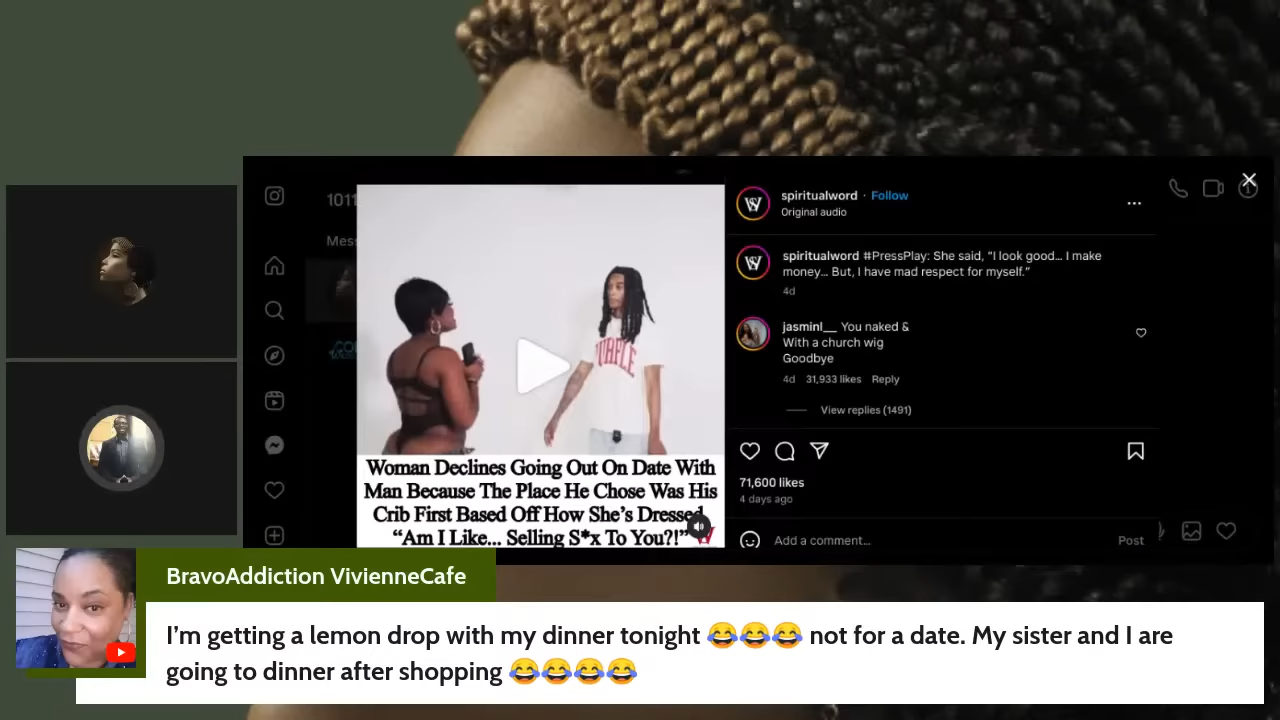 1011
Mess
spiritualword · Follow
Original audio
spiritualword #PressPlay: She said, “I look good… I make
money… But, I have mad respect for myself.”
4d
jasminl__ You naked &
With a church wig
Goodbye
4d 31,933 likes Reply
View replies (1491)
71,600 likes
4 days ago
Add a comment…
Post
PURPLE
Woman Declines Going Out On Date With
Man Because The Place He Chose Was His
Crib First Based Off How She’s Dressed
“Am I Like... Selling S*x To You?!”
BravoAddiction VivienneCafe
I’m getting a lemon drop with my dinner tonight 😂😂😂 not for a date. My sister and I are
going to dinner after shopping 😂😂😂😂